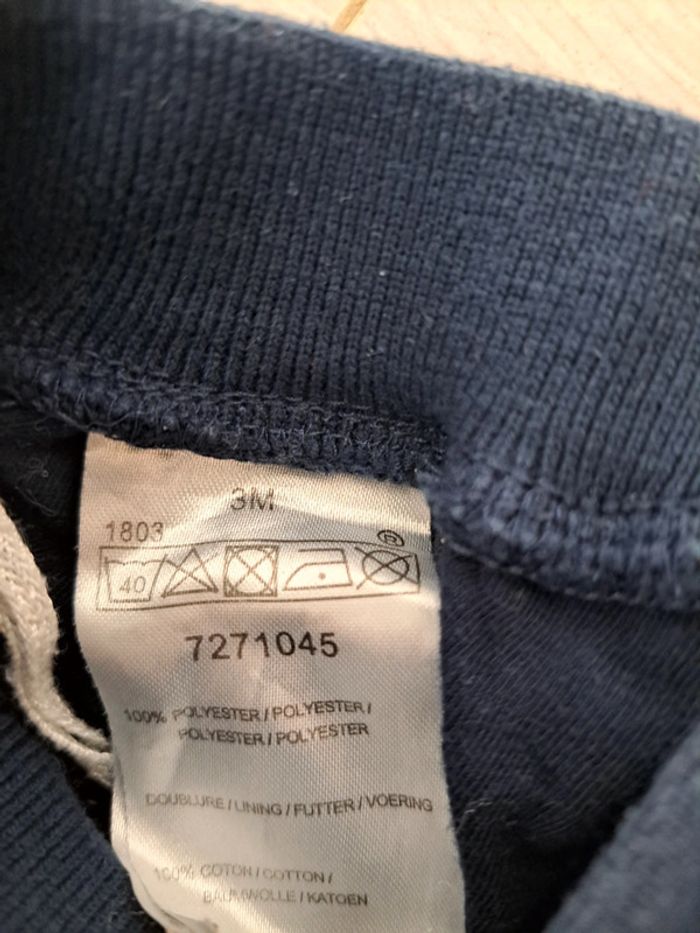 3M
1803
®
40
7271045
100% POLYESTER / POLYESTER /
POLYESTER / POLYESTER
DOUBLURE / LINING / FUTTER / VOERING
100% COTON / COTTON /
BAUMWOLLE / KATOEN